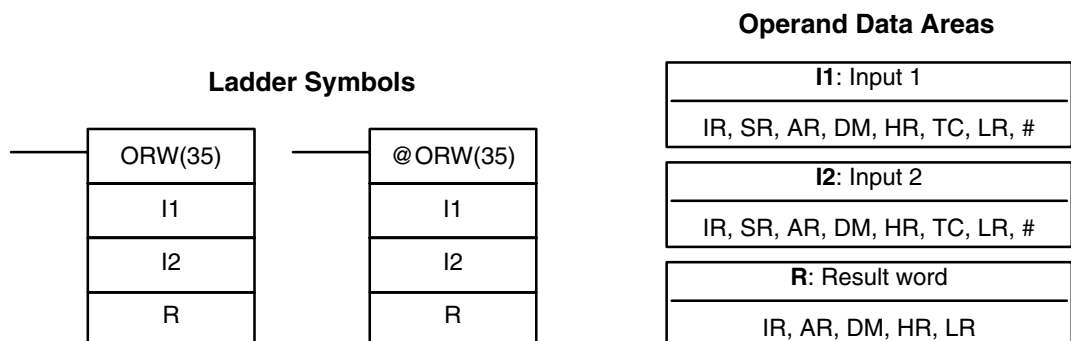 Ladder Symbols
ORW(35)
I1
I2
R
@ORW(35)
I1
I2
R
Operand Data Areas
I1: Input 1
IR, SR, AR, DM, HR, TC, LR, #
I2: Input 2
IR, SR, AR, DM, HR, TC, LR, #
R: Result word
IR, AR, DM, HR, LR